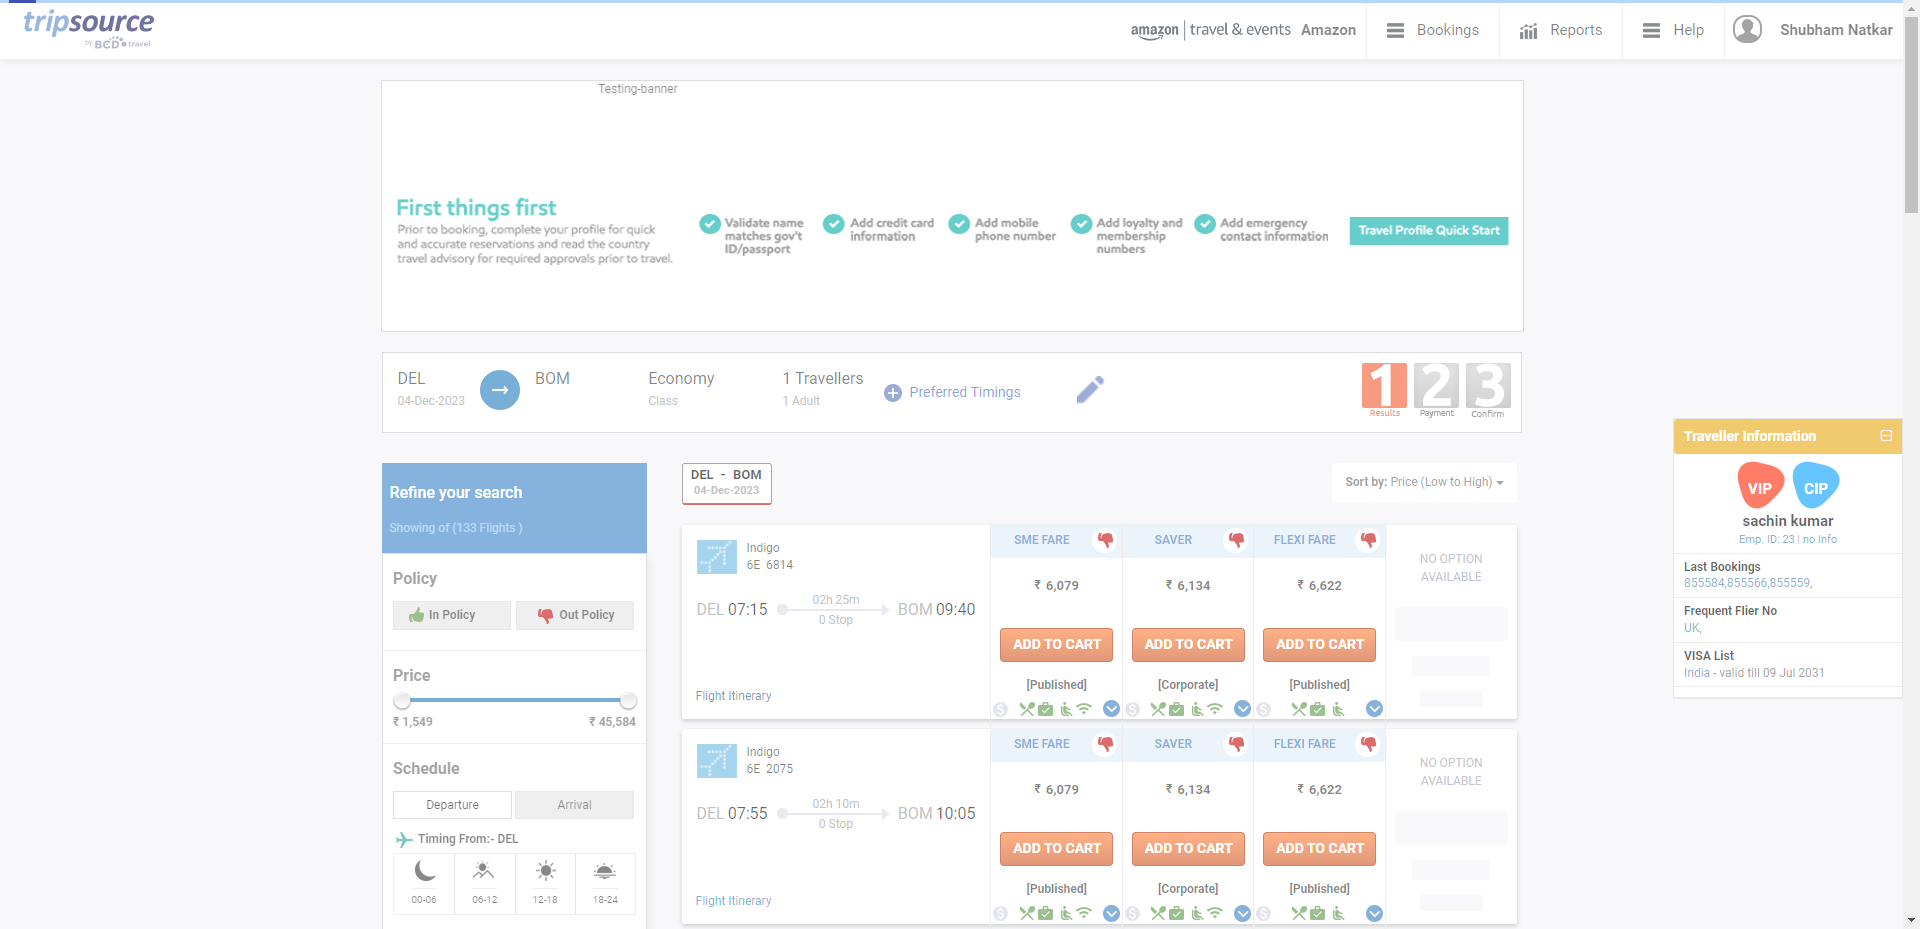 tripsource
by BCD travel
amazon | travel & events Amazon
Bookings
Reports
Help
Shubham Natkar
Testing-banner
First things first
Prior to booking, complete your profile for quick
and accurate reservations and read the country
travel advisory for required approvals prior to travel.
Validate name
matches gov't
ID/passport
Add credit card
information
Add mobile
phone number
Add loyalty and
membership
numbers
Add emergency
contact information
Travel Profile Quick Start
DEL
04-Dec-2023
BOM
Economy
Class
1 Travellers
1 Adult
Preferred Timings
1
Results
2
Payment
3
Confirm
Traveller Information
VIP
CIP
sachin kumar
Emp. ID: 23 | no Info
Last Bookings
855584,855566,855559,
Frequent Flier No
UK,
VISA List
India - valid till 09 Jul 2031
Refine your search
Showing of (133 Flights )
Policy
In Policy
Out Policy
Price
₹ 1,549
₹ 45,584
Schedule
Departure
Arrival
Timing From:- DEL
00-06
06-12
12-18
18-24
DEL - BOM
04-Dec-2023
Sort by: Price (Low to High)
Indigo
6E 6814
DEL 07:15
02h 25m
0 Stop
BOM 09:40
Flight Itinerary
SME FARE
₹ 6,079
ADD TO CART
[Published]
SAVER
₹ 6,134
ADD TO CART
[Corporate]
FLEXI FARE
₹ 6,622
ADD TO CART
[Published]
NO OPTION
AVAILABLE
Indigo
6E 2075
DEL 07:55
02h 10m
0 Stop
BOM 10:05
Flight Itinerary
SME FARE
₹ 6,079
ADD TO CART
[Published]
SAVER
₹ 6,134
ADD TO CART
[Corporate]
FLEXI FARE
₹ 6,622
ADD TO CART
[Published]
NO OPTION
AVAILABLE